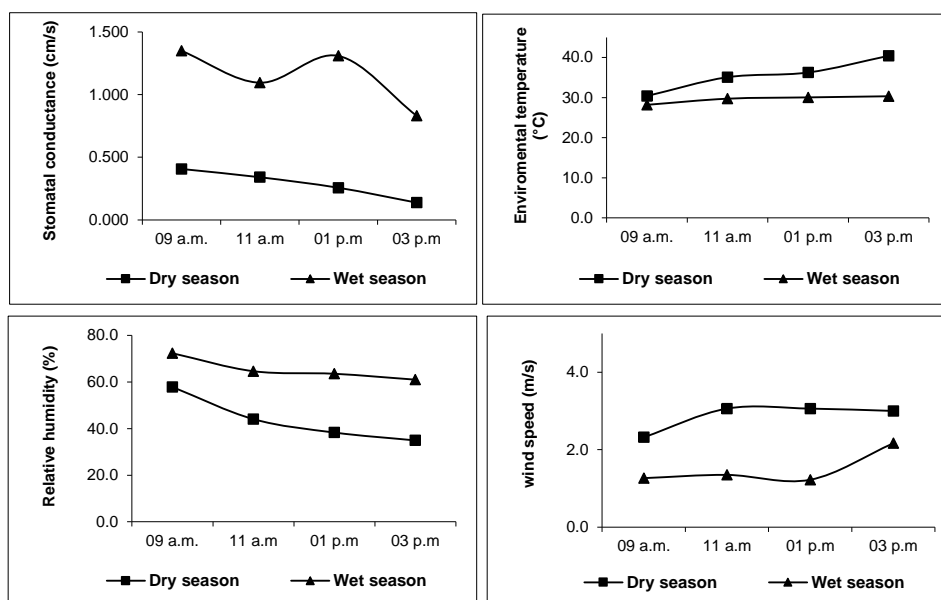 Stomatal conductance (cm/s)
1.500
1.000
0.500
0.000
09 a.m. 11 a.m 01 p.m 03 p.m
Dry season Wet season
Enviromental temperature
(°C)
40.0
30.0
20.0
10.0
0.0
09 a.m. 11 a.m 01 p.m 03 p.m
Dry season Wet season
Relative humidity (%)
80.0
60.0
40.0
20.0
0.0
09 a.m. 11 a.m 01 p.m 03 p.m
Dry season Wet season
wind speed (m/s)
4.0
2.0
0.0
09 a.m. 11 a.m 01 p.m 03 p.m
Dry season Wet season